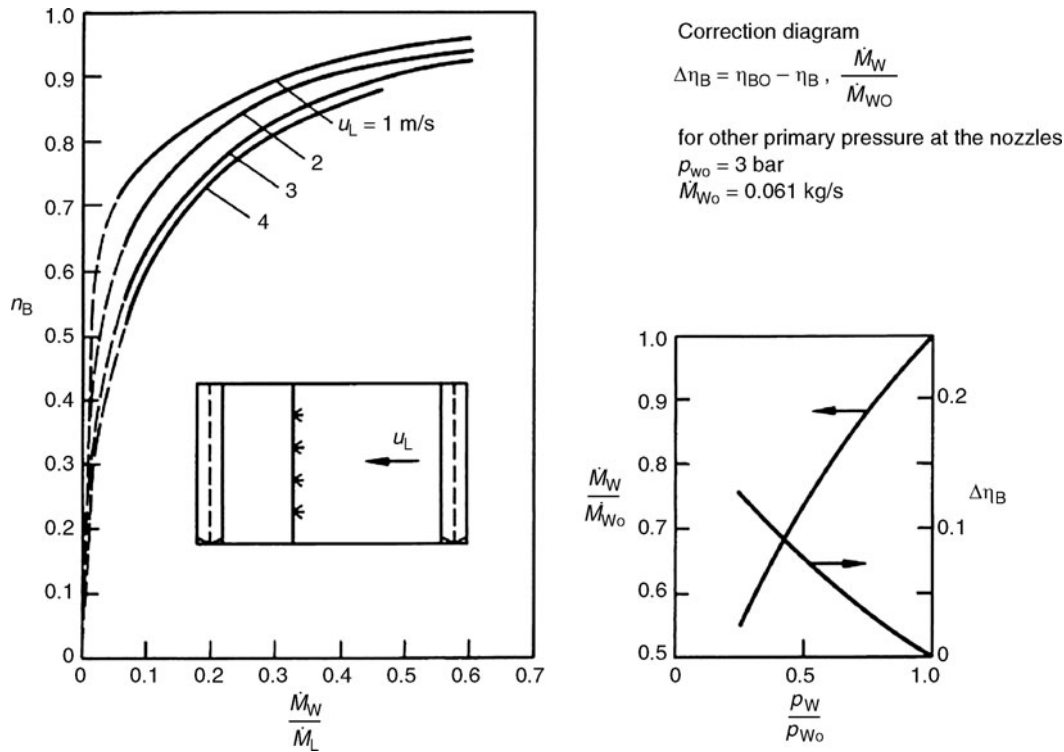 1.0
0.9
0.8
0.7
0.6
0.5
0.4
0.3
0.2
0.1
0
n_B
u_L = 1 m/s
2
3
4
u_L
0 0.1 0.2 0.3 0.4 0.5 0.6 0.7
Ṁ_W
Ṁ_L
Correction diagram
Δη_B = η_BO – η_B , Ṁ_W / Ṁ_WO
for other primary pressure at the nozzles
p_wo = 3 bar
Ṁ_Wo = 0.061 kg/s
1.0
0.9
0.8
0.7
0.6
0.5
Ṁ_W
Ṁ_Wo
0.2
0.1
0
Δη_B
0 0.5 1.0
p_W
p_Wo